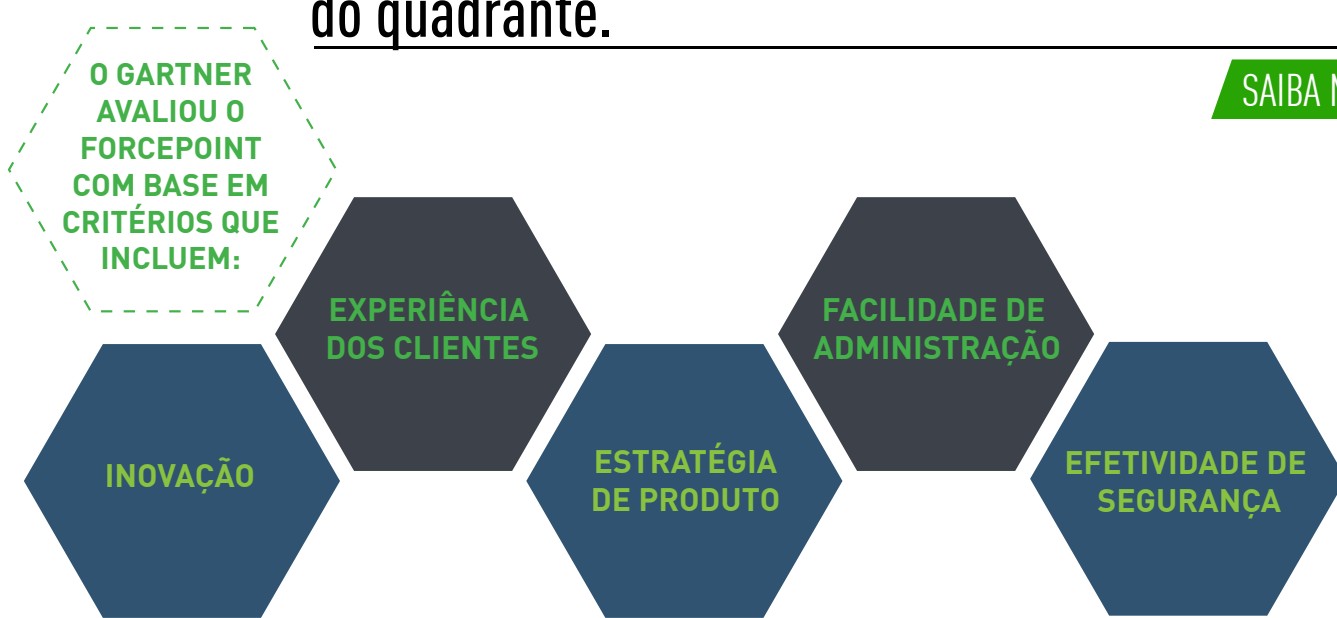 do quadrante.
SAIBA
O GARTNER
AVALIOU O
FORCEPOINT
COM BASE EM
CRITÉRIOS QUE
INCLUEM:
EXPERIÊNCIA
DOS CLIENTES
FACILIDADE DE
ADMINISTRAÇÃO
INOVAÇÃO
ESTRATÉGIA
DE PRODUTO
EFETIVIDADE DE
SEGURANÇA